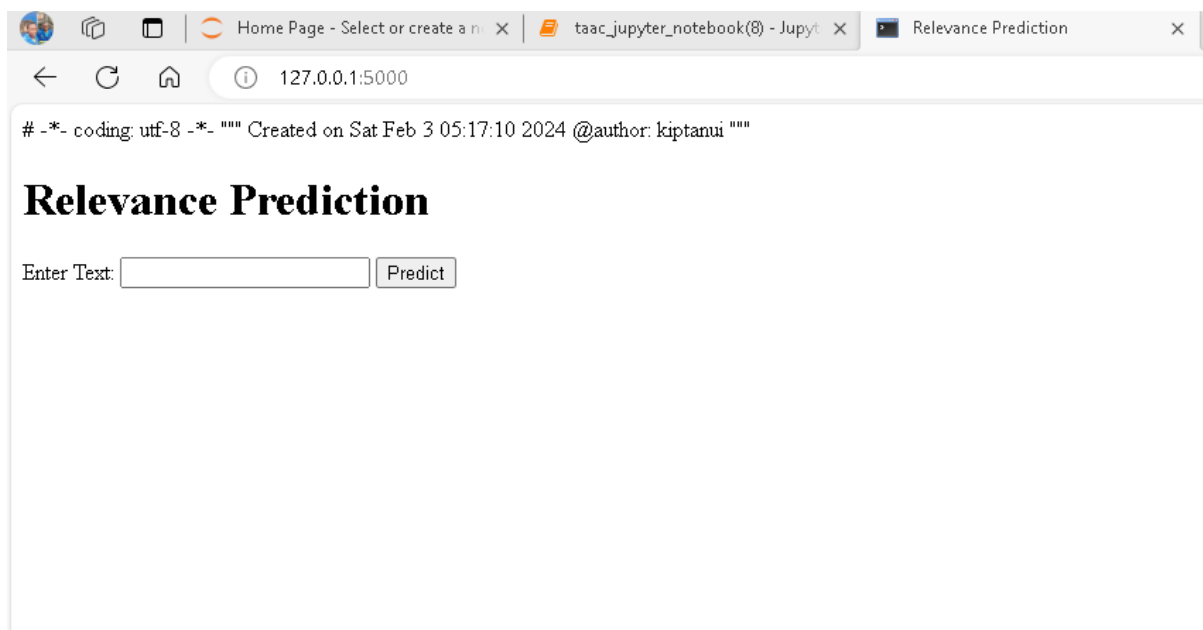 Home Page - Select or create a n
taac_jupyter_notebook(8) - Jupyt
Relevance Prediction
127.0.0.1:5000
# -*- coding: utf-8 -*- """ Created on Sat Feb 3 05:17:10 2024 @author: kiptanui """
Relevance Prediction
Enter Text:
Predict